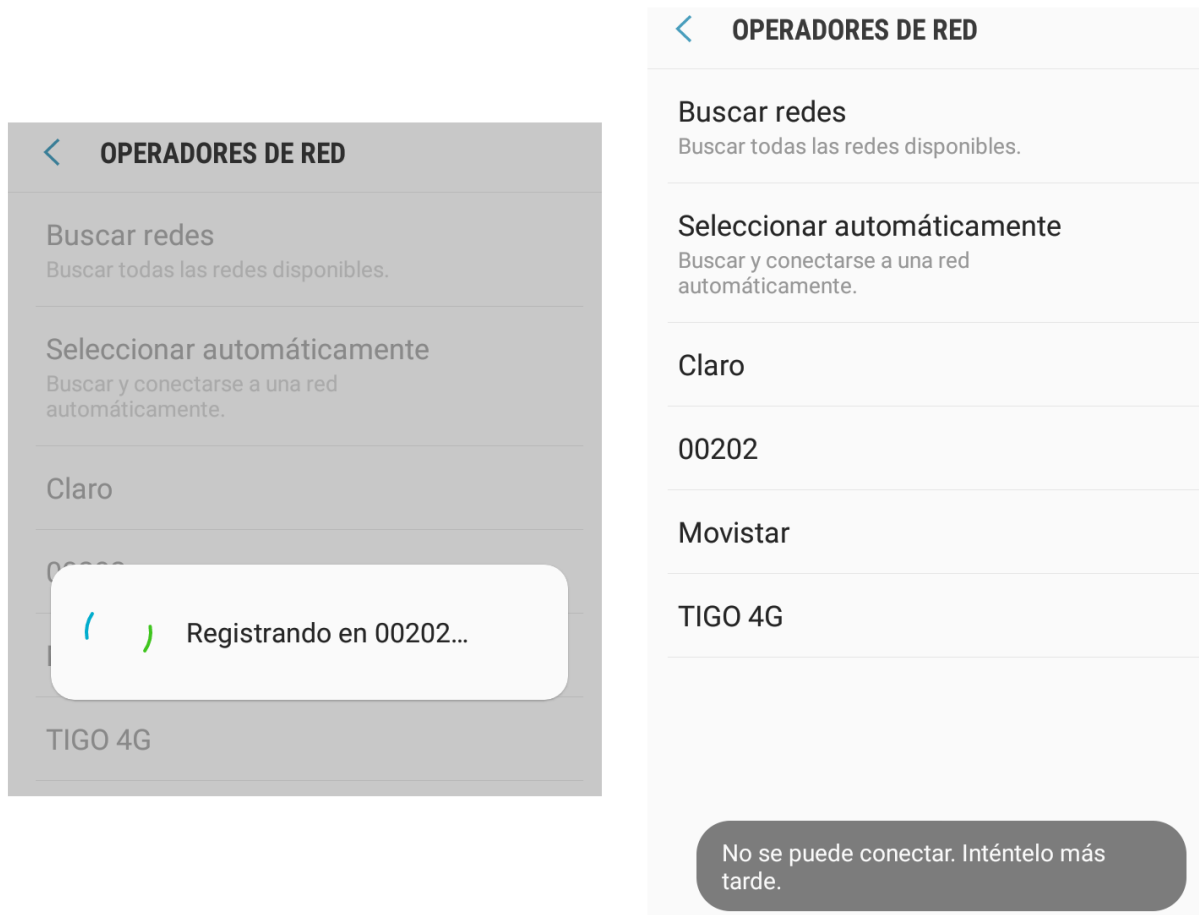 OPERADORES DE RED
Buscar redes
Buscar todas las redes disponibles.
Seleccionar automáticamente
Buscar y conectarse a una red
automáticamente.
Claro
Registrando en 00202...
TIGO 4G
OPERADORES DE RED
Buscar redes
Buscar todas las redes disponibles.
Seleccionar automáticamente
Buscar y conectarse a una red
automáticamente.
Claro
00202
Movistar
TIGO 4G
No se puede conectar. Inténtelo más
tarde.